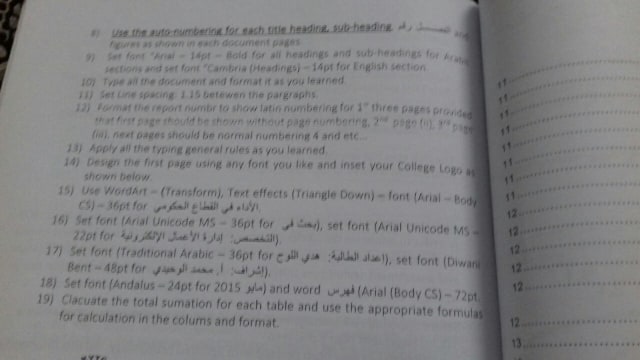 8) Use the auto-numbering for each title heading, sub-heading, and
figures as shown in each document pages.
9) Set font "Arial – 14pt – Bold for all headings and sub-headings for Arabic
sections and set font "Cambria (Headings) – 14pt for English section.
10) Type all the document and format it as you learned.
11) Set Line spacing: 1.15 betewen the pargraphs.
12) Format the report numbr to show latin numbering for 1st three pages provided
that first page should be shown without page numbering, 2nd page (ii), 3rd page
(iii), next pages should be normal numbering 4 and etc...
13) Apply all the typing general rules as you learned.
14) Design the first page using any font you like and inset your College Logo as
shown below.
15) Use WordArt – (Transform), Text effects (Triangle Down) – font (Arial – Body
CS) – 36pt for الأداء في القطاع الحكومي.
16) Set font (Arial Unicode MS – 36pt for بحث في), set font (Arial Unicode MS –
22pt for التخصص: إدارة الأعمال الإلكترونية).
17) Set font (Traditional Arabic – 36pt for اعداد الطالبة: هدي اللوح), set font (Diwani
Bent – 48pt for إشراف: أ. محمد الوحيدي).
18) Set font (Andalus – 24pt for 2015 مايو) and word فهرس (Arial (Body CS) – 72pt.
19) Clacuate the total sumation for each table and use the appropriate formulas
for calculation in the colums and format.
11
11
11
11
11
11
11
12
12
12
12
12
13